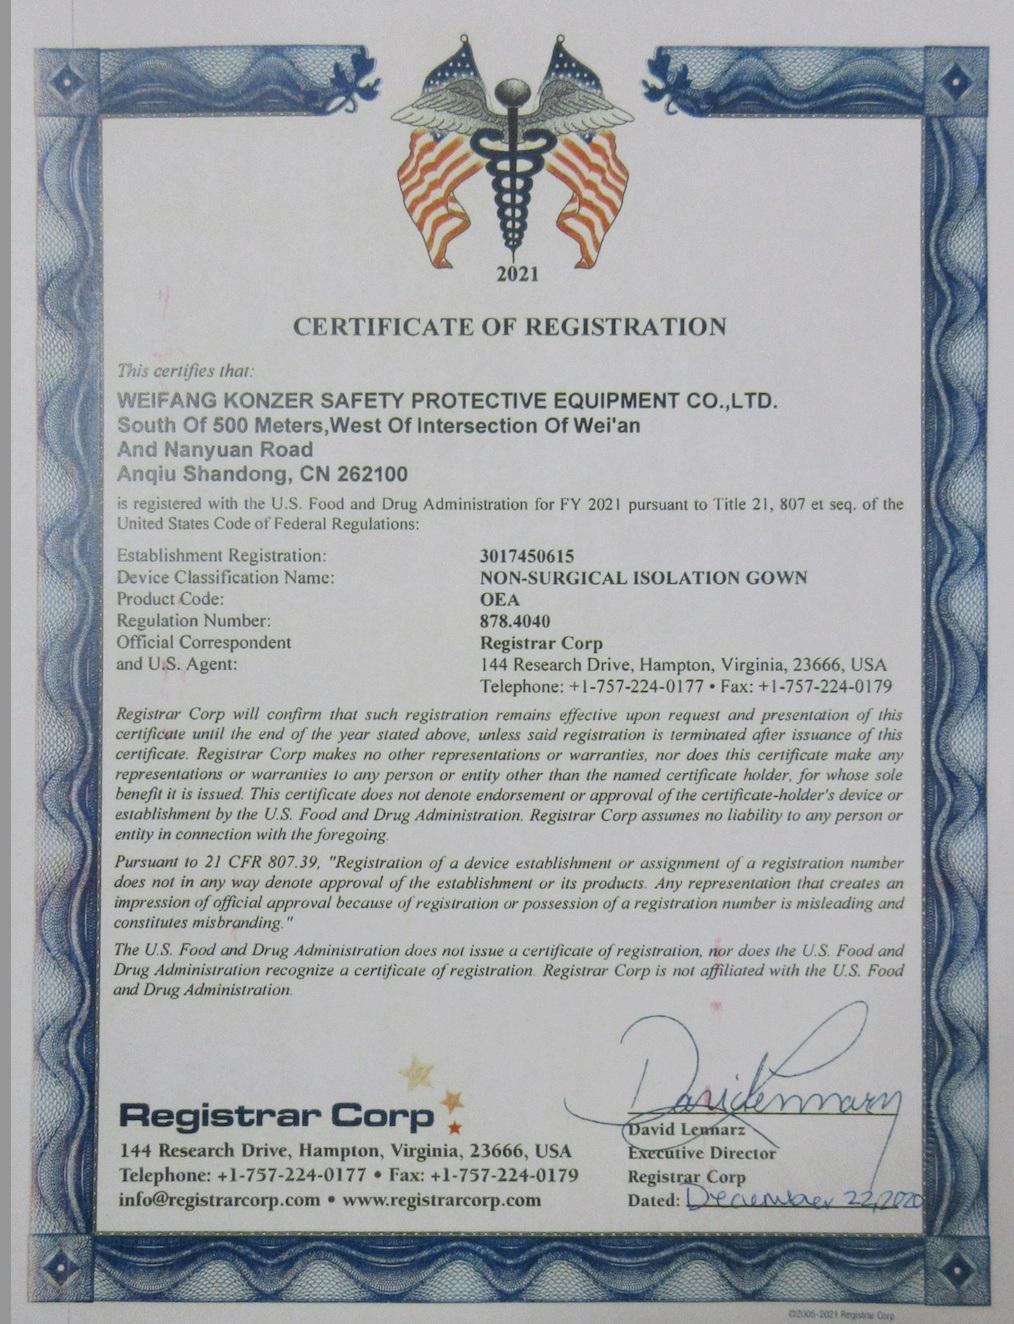 2021
CERTIFICATE OF REGISTRATION
This certifies that:
WEIFANG KONZER SAFETY PROTECTIVE EQUIPMENT CO.,LTD.
South Of 500 Meters,West Of Intersection Of Wei'an
And Nanyuan Road
Anqiu Shandong, CN 262100
is registered with the U.S. Food and Drug Administration for FY 2021 pursuant to Title 21, 807 et seq. of the
United States Code of Federal Regulations:
Establishment Registration: 3017450615
Device Classification Name: NON-SURGICAL ISOLATION GOWN
Product Code: OEA
Regulation Number: 878.4040
Official Correspondent Registrar Corp
and U.S. Agent: 144 Research Drive, Hampton, Virginia, 23666, USA
Telephone: +1-757-224-0177 • Fax: +1-757-224-0179
Registrar Corp will confirm that such registration remains effective upon request and presentation of this
certificate until the end of the year stated above, unless said registration is terminated after issuance of this
certificate. Registrar Corp makes no other representations or warranties, nor does this certificate make any
representations or warranties to any person or entity other than the named certificate holder, for whose sole
benefit it is issued. This certificate does not denote endorsement or approval of the certificate-holder's device or
establishment by the U.S. Food and Drug Administration. Registrar Corp assumes no liability to any person or
entity in connection with the foregoing.
Pursuant to 21 CFR 807.39, "Registration of a device establishment or assignment of a registration number
does not in any way denote approval of the establishment or its products. Any representation that creates an
impression of official approval because of registration or possession of a registration number is misleading and
constitutes misbranding."
The U.S. Food and Drug Administration does not issue a certificate of registration, nor does the U.S. Food and
Drug Administration recognize a certificate of registration. Registrar Corp is not affiliated with the U.S. Food
and Drug Administration.
Registrar Corp
144 Research Drive, Hampton, Virginia, 23666, USA
Telephone: +1-757-224-0177 • Fax: +1-757-224-0179
info@registrarcorp.com • www.registrarcorp.com
David Lennarz
Executive Director
Registrar Corp
Dated: December 22, 2020
©2006-2021 Registrar Corp